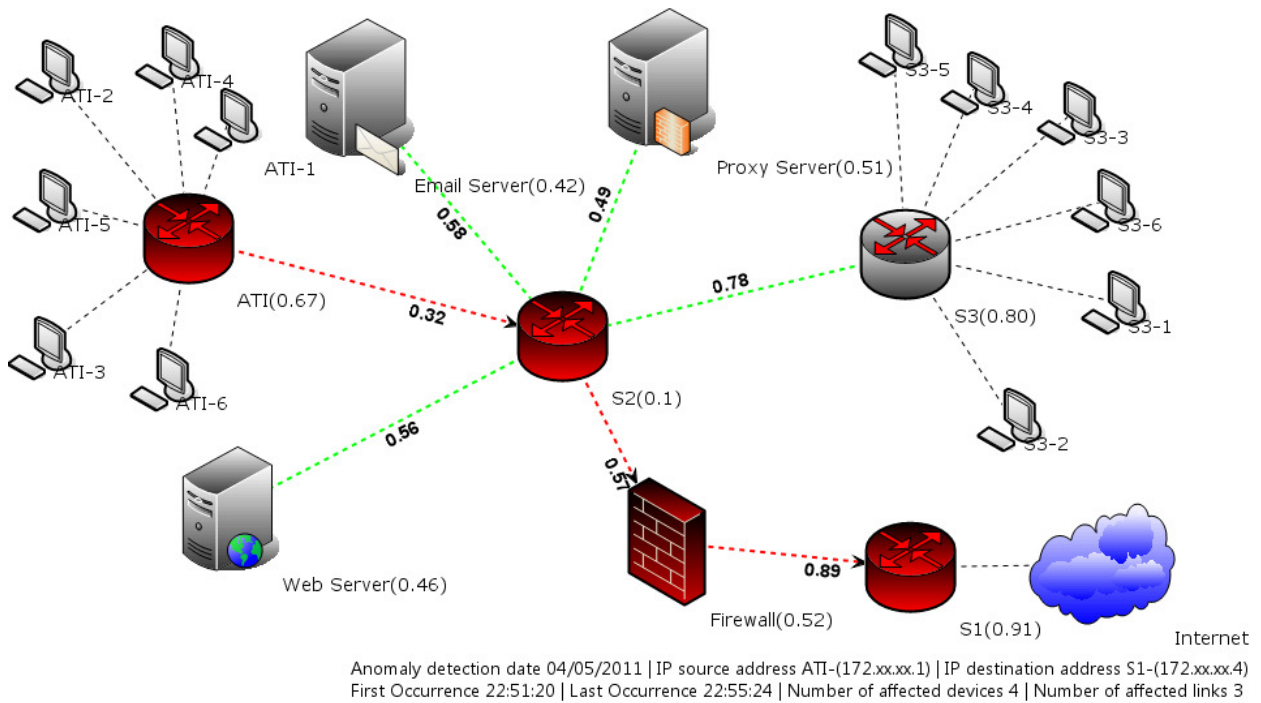 ATI-4
ATI-2
ATI-1
ATI-5
ATI-3
ATI-6
ATI(0.67)
Email Server(0.42)
Proxy Server(0.51)
S3-5
S3-4
S3-3
S3-6
S3-1
S3-2
S3(0.80)
0.58
0.49
0.78
0.32
S2(0.1)
0.56
0.57
Web Server(0.46)
Firewall(0.52)
0.89
S1(0.91)
Internet
Anomaly detection date 04/05/2011 | IP source address ATI-(172.xx.xx.1) | IP destination address S1-(172.xx.xx.4)
First Occurrence 22:51:20 | Last Occurrence 22:55:24 | Number of affected devices 4 | Number of affected links 3